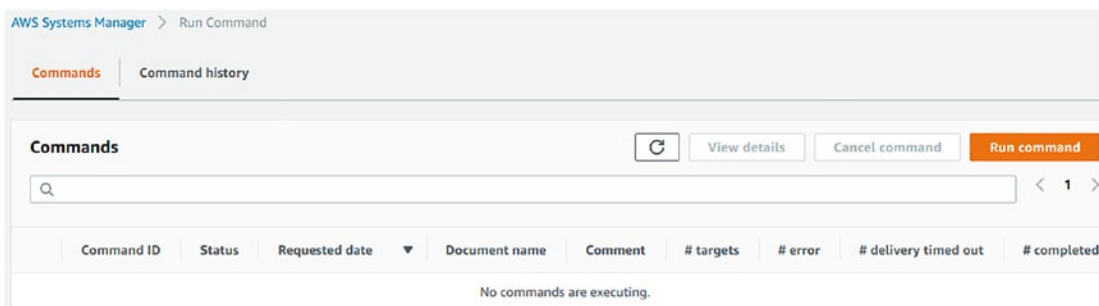 AWS Systems Manager > Run Command
Commands Command history
Commands View details Cancel command Run command
< 1 >
Command ID Status Requested date ▼ Document name Comment # targets # error # delivery timed out # completed
No commands are executing.